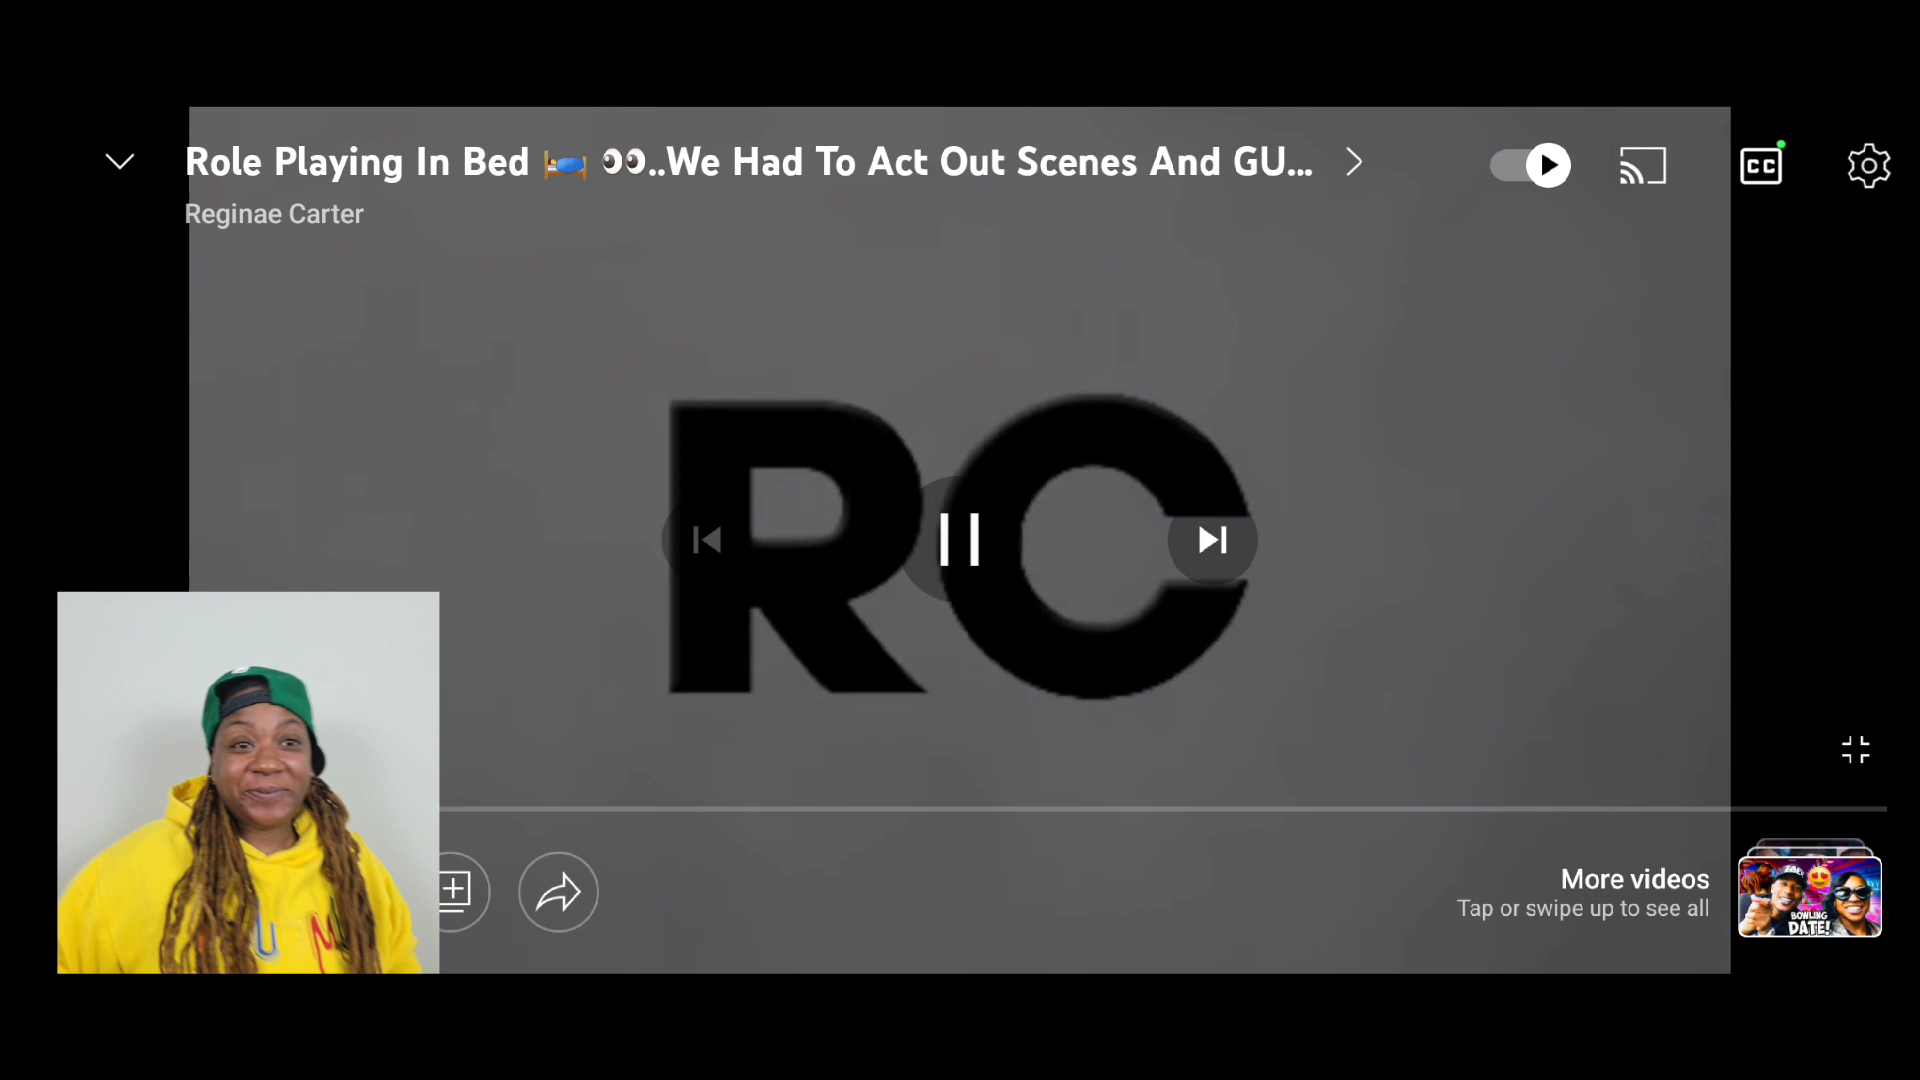 Role Playing In Bed 🛌 👀..We Had To Act Out Scenes And GU...
Reginae Carter
CC
RC
More videos
Tap or swipe up to see all
BOWLING
DATE!